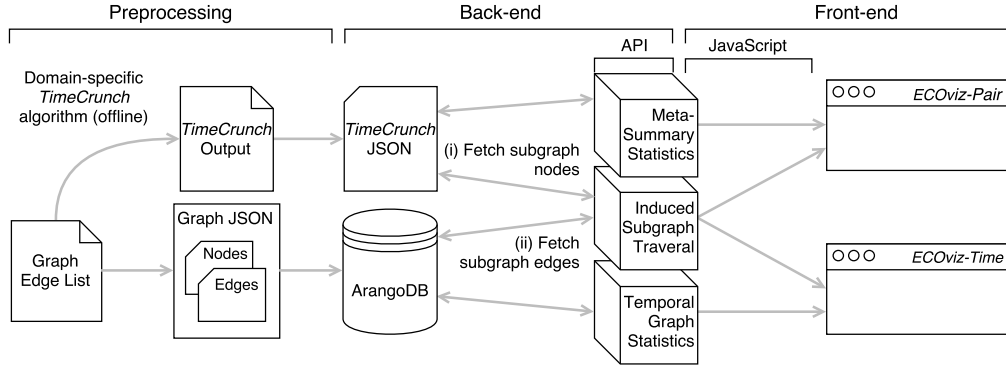 Preprocessing
Back-end
Front-end
API
JavaScript
Domain-specific
TimeCrunch
algorithm (offline)
TimeCrunch
Output
TimeCrunch
JSON
(i) Fetch subgraph
nodes
Meta-
Summary
Statistics
ECOviz-Pair
Graph
Edge List
Graph JSON
Nodes
Edges
ArangoDB
(ii) Fetch
subgraph edges
Induced
Subgraph
Traveral
Temporal
Graph
Statistics
ECOviz-Time